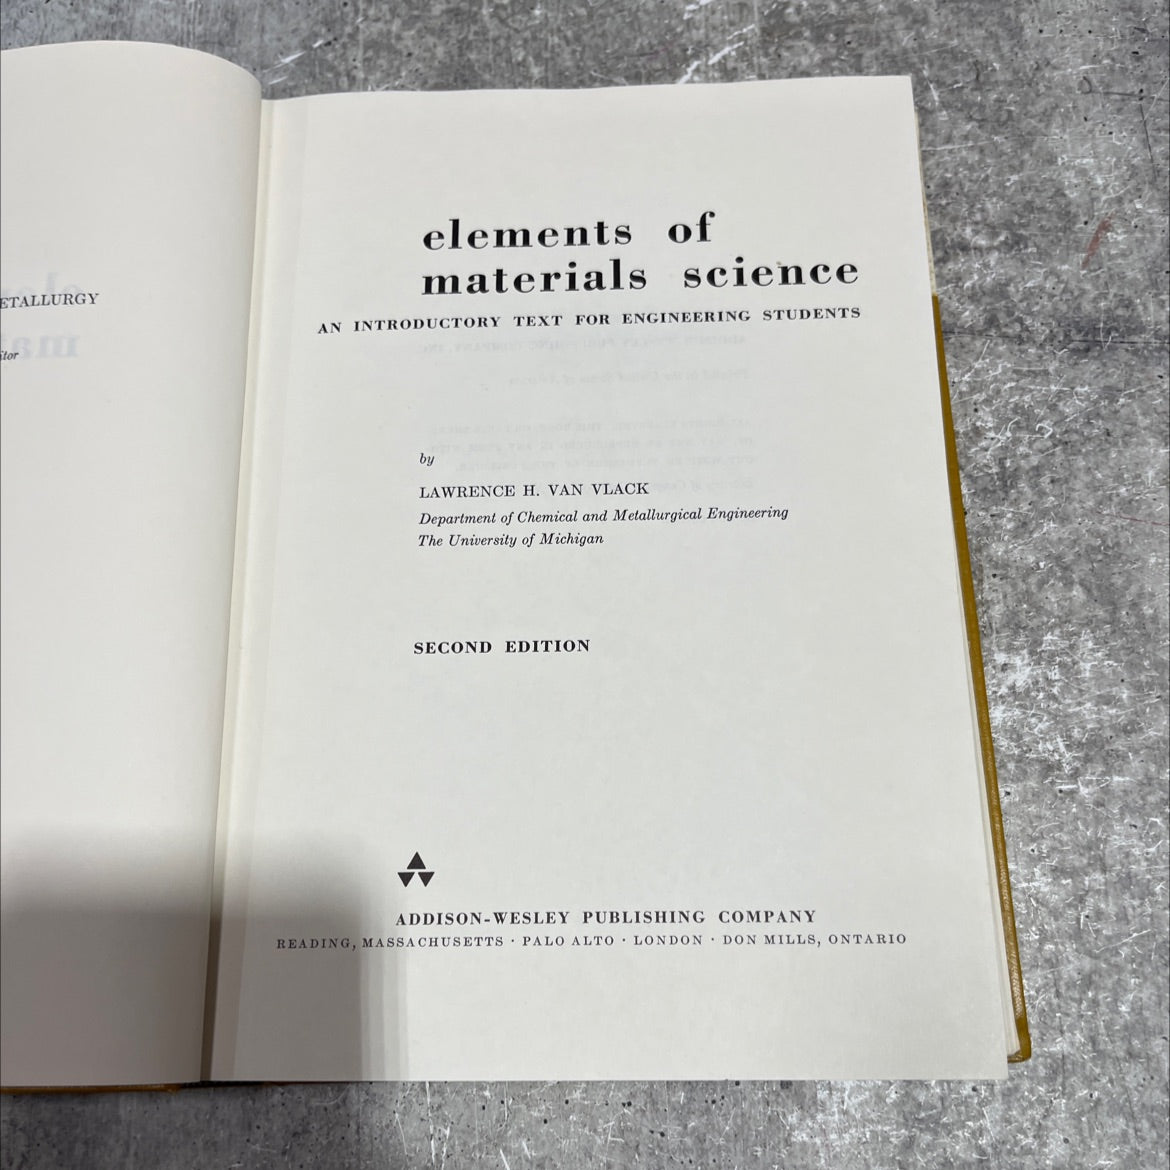 ETALLURGY
itor
elements of
materials science
AN INTRODUCTORY TEXT FOR ENGINEERING STUDENTS
by
LAWRENCE H. VAN VLACK
Department of Chemical and Metallurgical Engineering
The University of Michigan
SECOND EDITION
ADDISON-WESLEY PUBLISHING COMPANY
READING, MASSACHUSETTS · PALO ALTO · LONDON · DON MILLS, ONTARIO